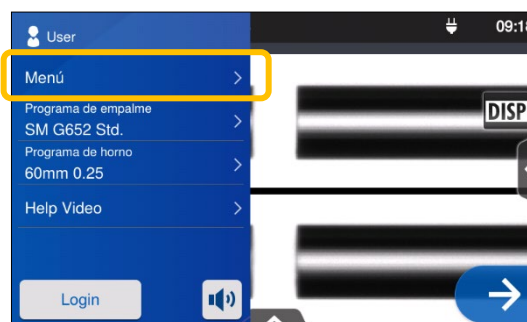 User
09:18
Menú
Programa de empalme
SM G652 Std.
DISP
Programa de horno
60mm 0.25
Help Video
Login